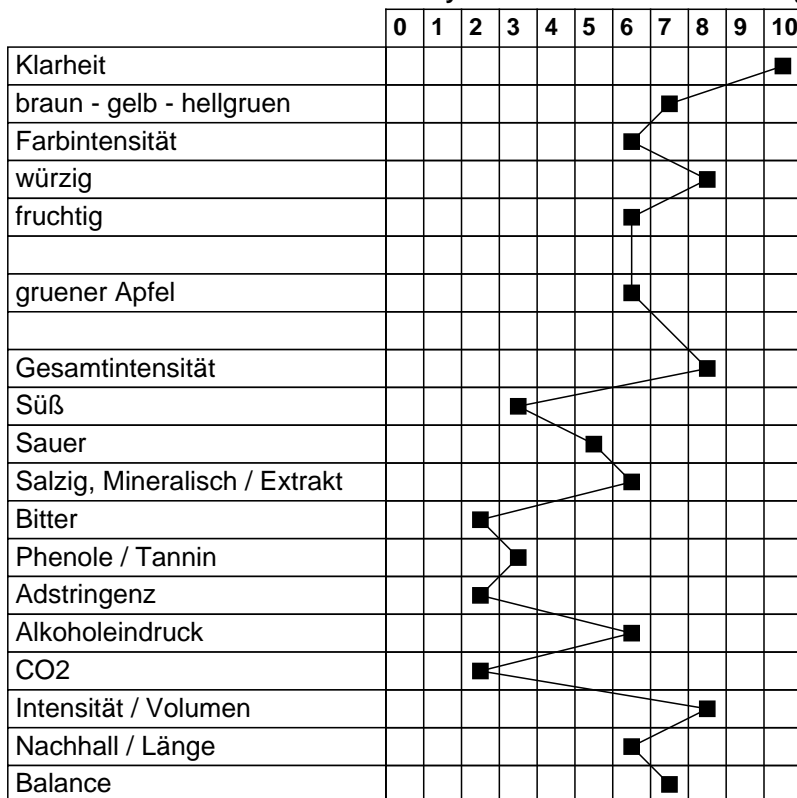 0 1 2 3 4 5 6 7 8 9 10
Klarheit
braun - gelb - hellgruen
Farbintensität
würzig
fruchtig
gruener Apfel
Gesamtintensität
Süß
Sauer
Salzig, Mineralisch / Extrakt
Bitter
Phenole / Tannin
Adstringenz
Alkoholeindruck
CO2
Intensität / Volumen
Nachhall / Länge
Balance